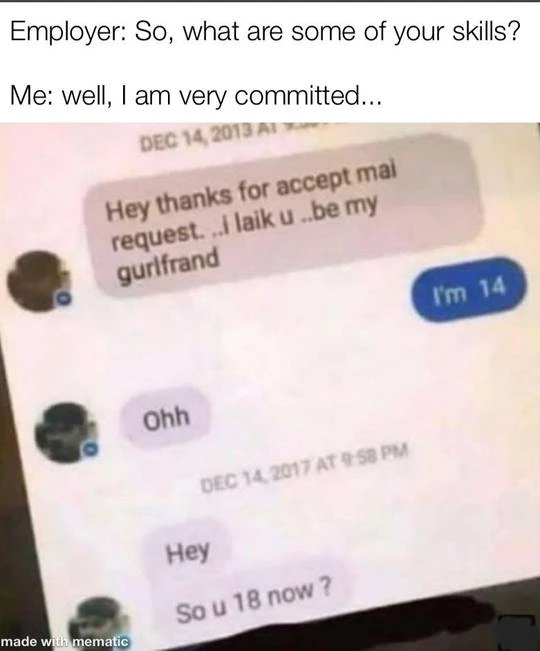 Employer: So, what are some of your skills?
Me: well, I am very committed...
DEC 14, 2013 AT
Hey thanks for accept mai
request. ..i laik u ..be my
gurlfrand
I'm 14
Ohh
DEC 14, 2017 AT 9:58 PM
Hey
So u 18 now ?
made with mematic